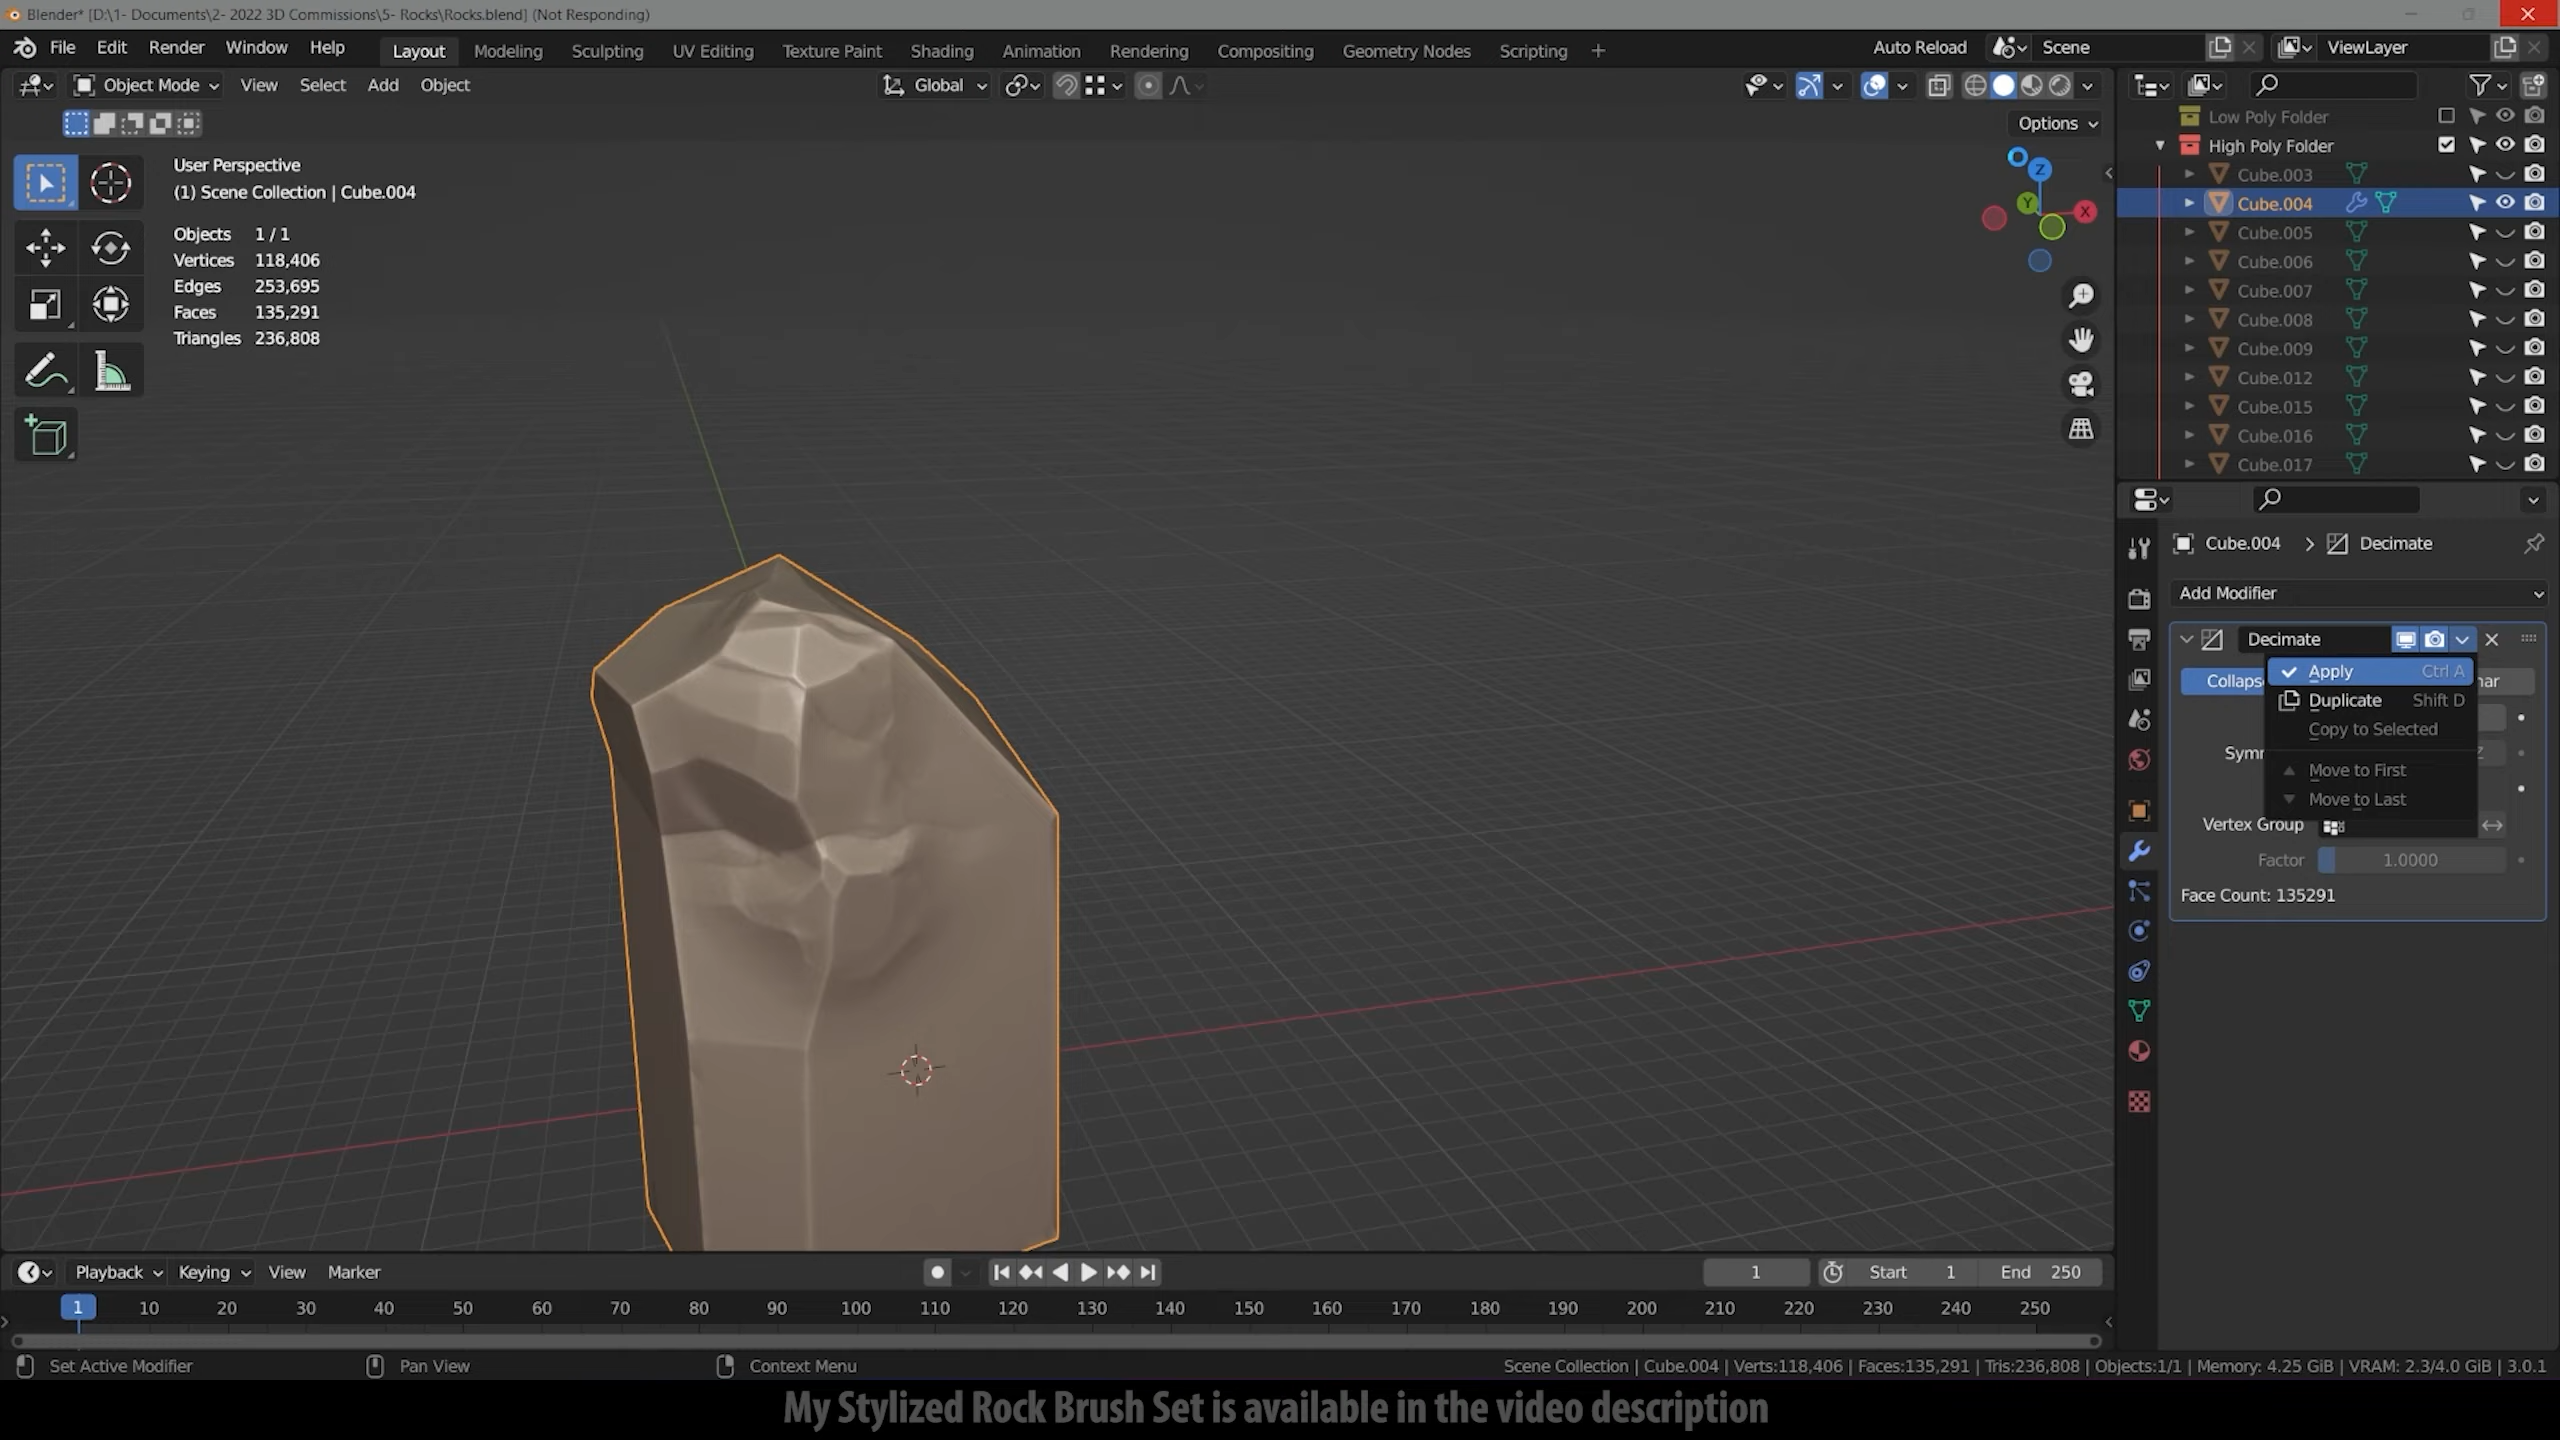 Blender* [D:\1- Documents\2- 2022 3D Commissions\5- Rocks\Rocks.blend] (Not Responding)
File Edit Render Window Help Layout Modeling Sculpting UV Editing Texture Paint Shading Animation Rendering Compositing Geometry Nodes Scripting + Auto Reload Scene ViewLayer
Object Mode View Select Add Object Global
Options
User Perspective
(1) Scene Collection | Cube.004
Objects 1 / 1
Vertices 118,406
Edges 253,695
Faces 135,291
Triangles 236,808
Z
Y
X
Low Poly Folder
High Poly Folder
Cube.003
Cube.004
Cube.005
Cube.006
Cube.007
Cube.008
Cube.009
Cube.012
Cube.015
Cube.016
Cube.017
Cube.004 > Decimate
Add Modifier
Decimate
Apply Ctrl A
Duplicate Shift D
Copy to Selected
Move to First
Move to Last
Vertex Group
Factor 1.0000
Face Count: 135291
Playback Keying View Marker 1 Start 1 End 250
1 10 20 30 40 50 60 70 80 90 100 110 120 130 140 150 160 170 180 190 200 210 220 230 240 250
Set Active Modifier Pan View Context Menu Scene Collection | Cube.004 | Verts:118,406 | Faces:135,291 | Tris:236,808 | Objects:1/1 | Memory: 4.25 GiB | VRAM: 2.3/4.0 GiB | 3.0.1
My Stylized Rock Brush Set is available in the video description